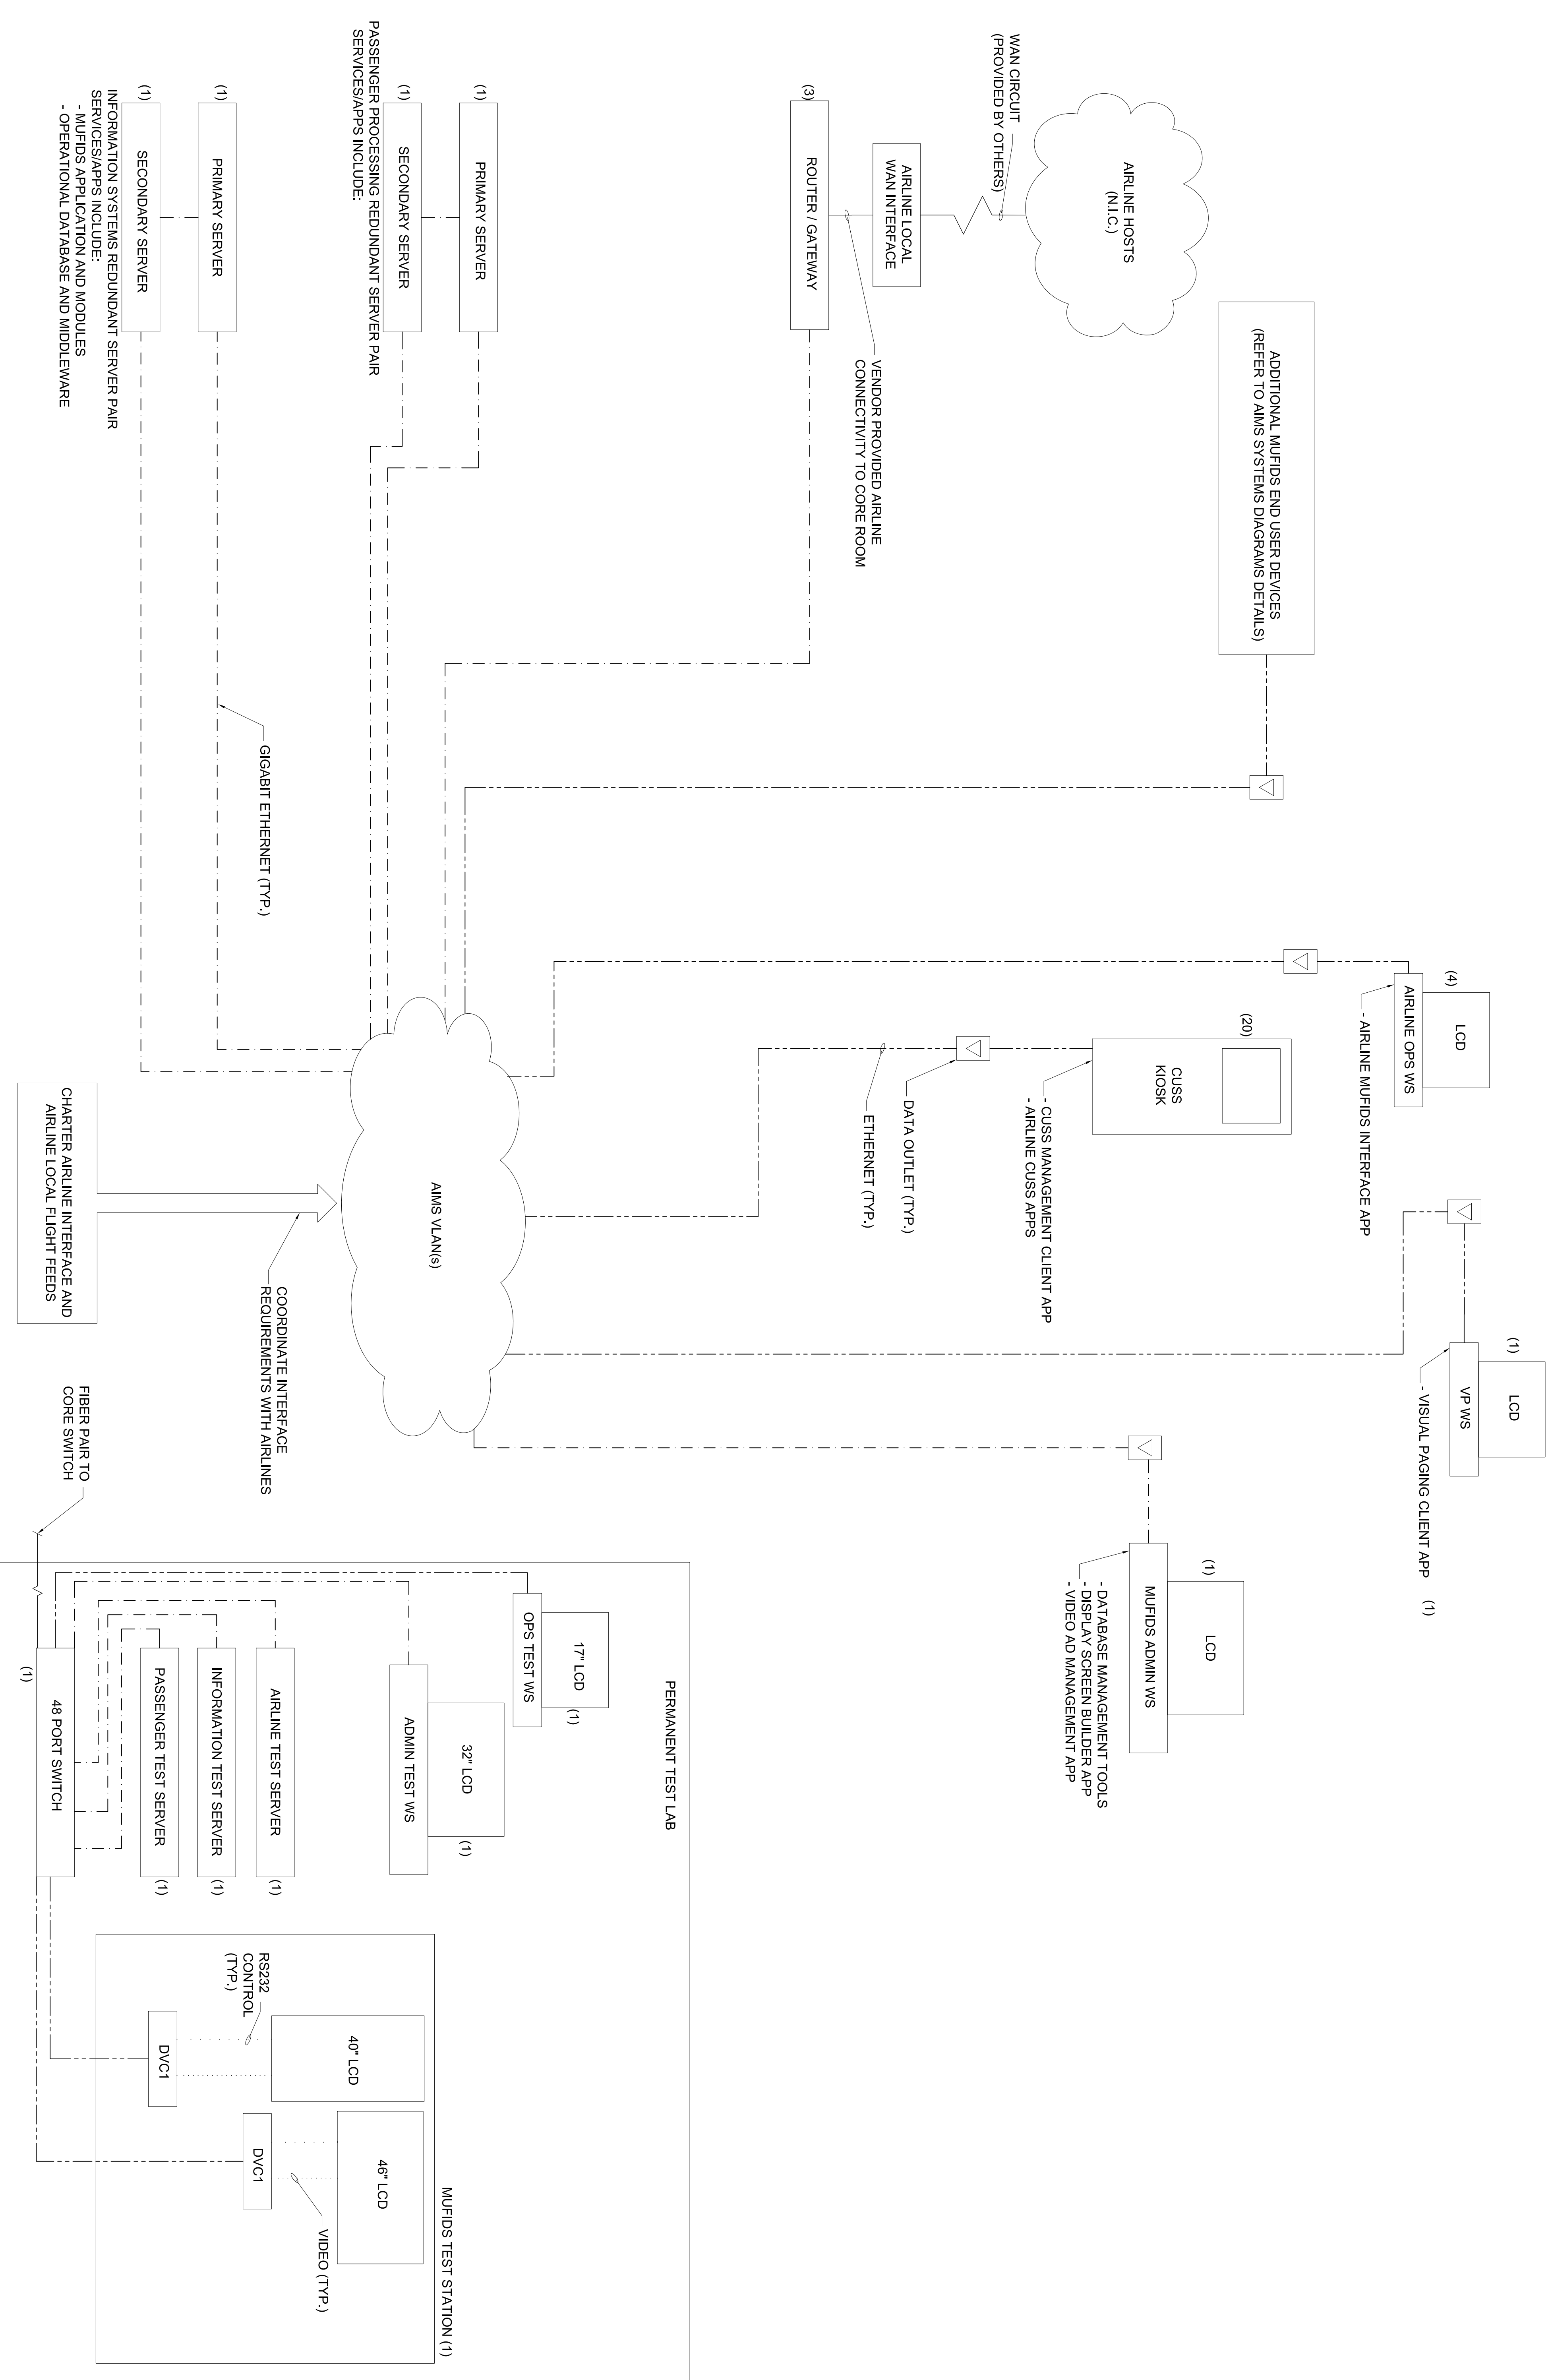 AIRLINE HOSTS
(N.I.C.)
WAN CIRCUIT
(PROVIDED BY OTHERS)
AIRLINE LOCAL
WAN INTERFACE
(3)
ROUTER / GATEWAY
VENDOR PROVIDED AIRLINE
CONNECTIVITY TO CORE ROOM
ADDITIONAL MUFIDS END USER DEVICES
(REFER TO AIMS SYSTEMS DIAGRAMS DETAILS)
(1)
PRIMARY SERVER
(1)
SECONDARY SERVER
PASSENGER PROCESSING REDUNDANT SERVER PAIR
SERVICES/APPS INCLUDE:
(1)
PRIMARY SERVER
(1)
SECONDARY SERVER
INFORMATION SYSTEMS REDUNDANT SERVER PAIR
SERVICES/APPS INCLUDE:
- MUFIDS APPLICATION AND MODULES
- OPERATIONAL DATABASE AND MIDDLEWARE
GIGABIT ETHERNET (TYP.)
(4)
LCD
AIRLINE OPS WS
- AIRLINE MUFIDS INTERFACE APP
(20)
CUSS
KIOSK
- CUSS MANAGEMENT CLIENT APP
- AIRLINE CUSS APPS
DATA OUTLET (TYP.)
ETHERNET (TYP.)
(1)
LCD
VP WS
- VISUAL PAGING CLIENT APP
(1)
(1)
LCD
MUFIDS ADMIN WS
- DATABASE MANAGEMENT TOOLS
- DISPLAY SCREEN BUILDER APP
- VIDEO AD MANAGEMENT APP
AIMS VLAN(s)
COORDINATE INTERFACE
REQUIREMENTS WITH AIRLINES
CHARTER AIRLINE INTERFACE AND
AIRLINE LOCAL FLIGHT FEEDS
FIBER PAIR TO
CORE SWITCH
PERMANENT TEST LAB
17" LCD
(1)
OPS TEST WS
32" LCD
(1)
ADMIN TEST WS
AIRLINE TEST SERVER
(1)
INFORMATION TEST SERVER
(1)
PASSENGER TEST SERVER
(1)
48 PORT SWITCH
(1)
MUFIDS TEST STATION (1)
46" LCD
40" LCD
VIDEO (TYP.)
RS232
CONTROL
(TYP.)
DVC1
DVC1